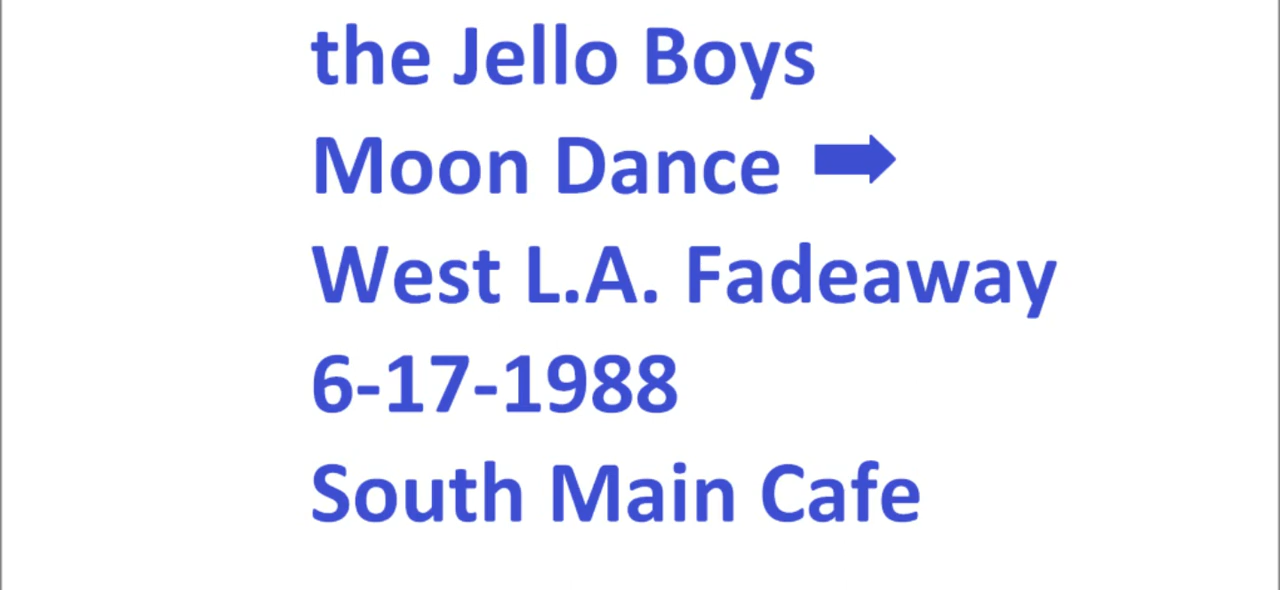 the Jello Boys
Moon Dance ➡
West L.A. Fadeaway
6-17-1988
South Main Cafe